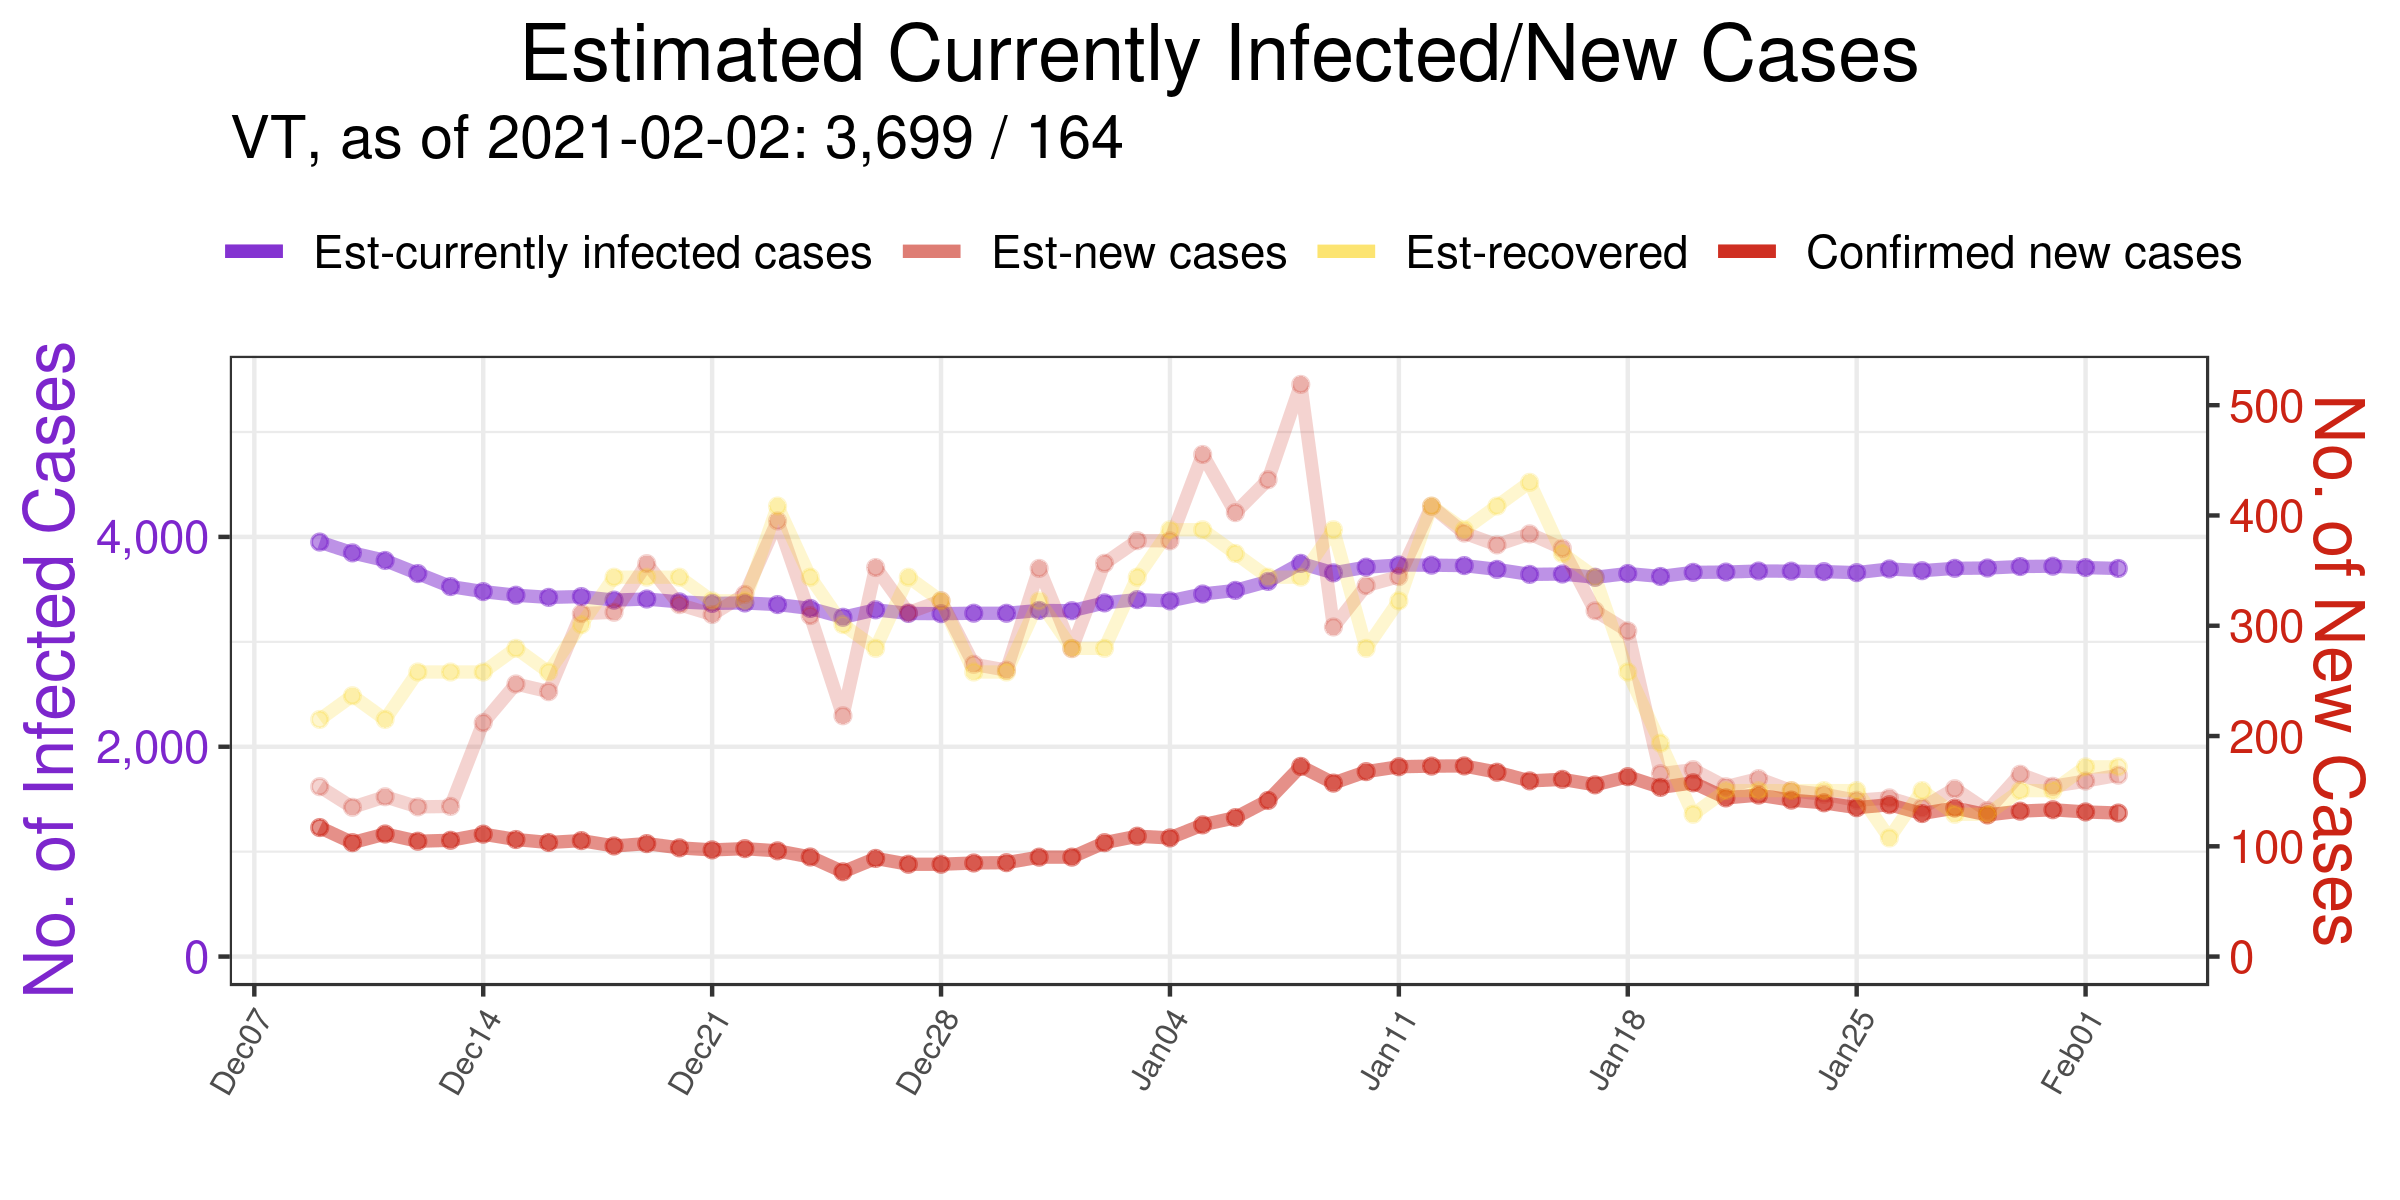 Estimated Currently Infected/New Cases
VT, as of 2021-02-02: 3,699 / 164
Est-currently infected cases Est-new cases Est-recovered Confirmed new cases
No. of Infected Cases
4,000
2,000
0
500
400
300
200
100
0
No. of New Cases
Dec07 Dec14 Dec21 Dec28 Jan04 Jan11 Jan18 Jan25 Feb01